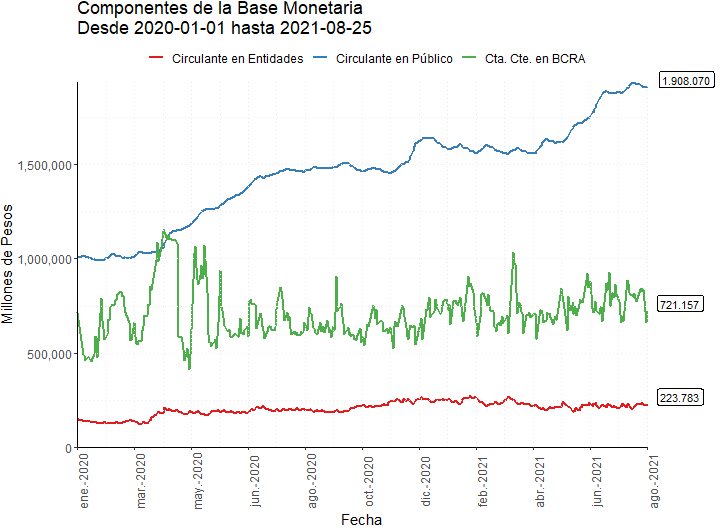 Componentes de la Base Monetaria
Desde 2020-01-01 hasta 2021-08-25
Circulante en Entidades Circulante en Público Cta. Cte. en BCRA
1.908.070
1,500,000
1,000,000
721.157
500,000
223.783
0
Millones de Pesos
ene.-2020 mar.-2020 may.-2020 jun.-2020 ago.-2020 oct.-2020 dic.-2020 feb.-2021 abr.-2021 jun.-2021 ago.-2021
Fecha